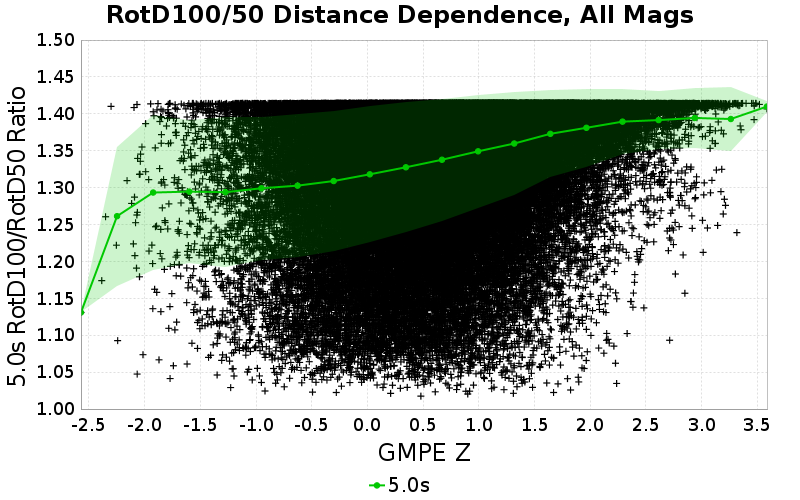 RotD100/50 Distance Dependence, All Mags
5.0s RotD100/RotD50 Ratio
1.50
1.45
1.40
1.35
1.30
1.25
1.20
1.15
1.10
1.05
1.00
-2.5 -2.0 -1.5 -1.0 -0.5 0.0 0.5 1.0 1.5 2.0 2.5 3.0 3.5
GMPE Z
5.0s